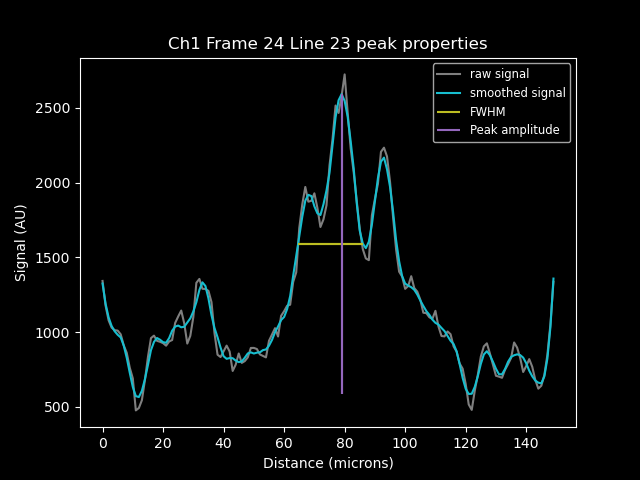 Ch1 Frame 24 Line 23 peak properties
raw signal
smoothed signal
FWHM
Peak amplitude
2500
2000
1500
1000
500
Signal (AU)
0 20 40 60 80 100 120 140
Distance (microns)